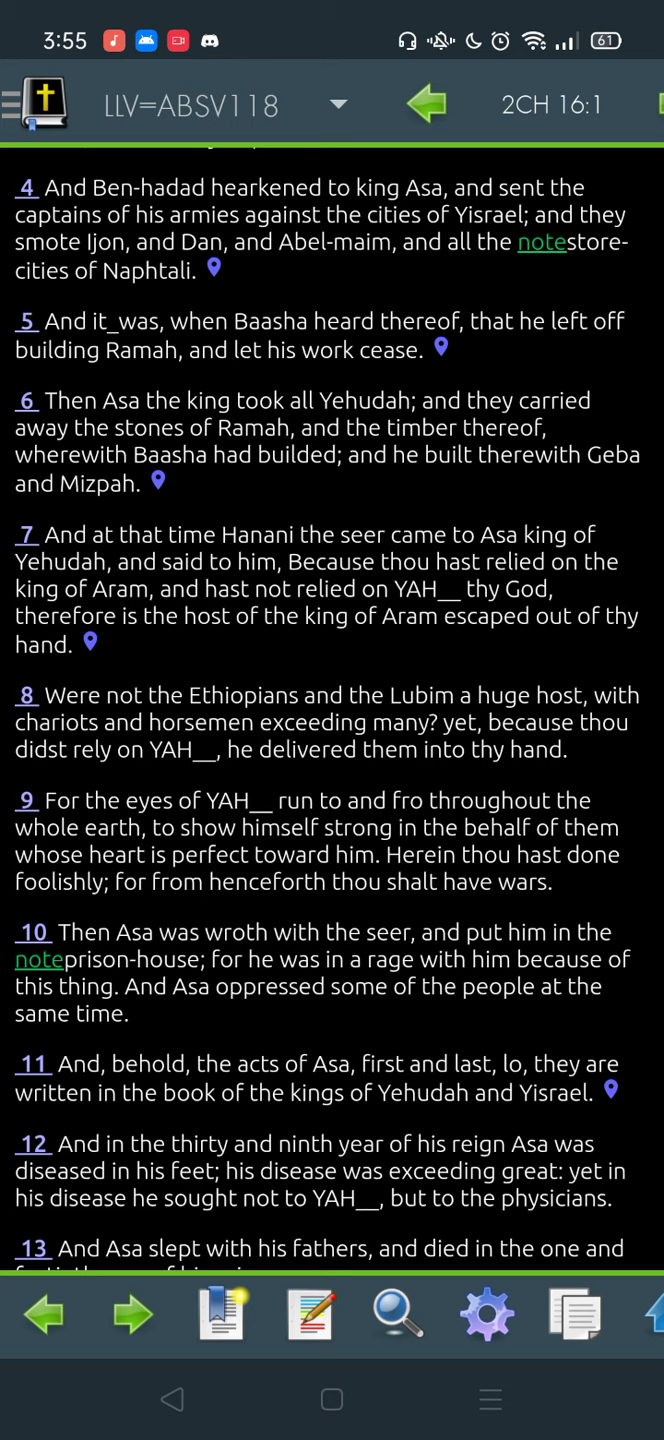 3:55
61
LLV=ABSV118
2CH 16:1
4 And Ben-hadad hearkened to king Asa, and sent the
captains of his armies against the cities of Yisrael; and they
smote Ijon, and Dan, and Abel-maim, and all the notestore-
cities of Naphtali.
5 And it_was, when Baasha heard thereof, that he left off
building Ramah, and let his work cease.
6 Then Asa the king took all Yehudah; and they carried
away the stones of Ramah, and the timber thereof,
wherewith Baasha had builded; and he built therewith Geba
and Mizpah.
7 And at that time Hanani the seer came to Asa king of
Yehudah, and said to him, Because thou hast relied on the
king of Aram, and hast not relied on YAH__ thy God,
therefore is the host of the king of Aram escaped out of thy
hand.
8 Were not the Ethiopians and the Lubim a huge host, with
chariots and horsemen exceeding many? yet, because thou
didst rely on YAH__, he delivered them into thy hand.
9 For the eyes of YAH__ run to and fro throughout the
whole earth, to show himself strong in the behalf of them
whose heart is perfect toward him. Herein thou hast done
foolishly; for from henceforth thou shalt have wars.
10 Then Asa was wroth with the seer, and put him in the
noteprison-house; for he was in a rage with him because of
this thing. And Asa oppressed some of the people at the
same time.
11 And, behold, the acts of Asa, first and last, lo, they are
written in the book of the kings of Yehudah and Yisrael.
12 And in the thirty and ninth year of his reign Asa was
diseased in his feet; his disease was exceeding great: yet in
his disease he sought not to YAH__, but to the physicians.
13 And Asa slept with his fathers, and died in the one and